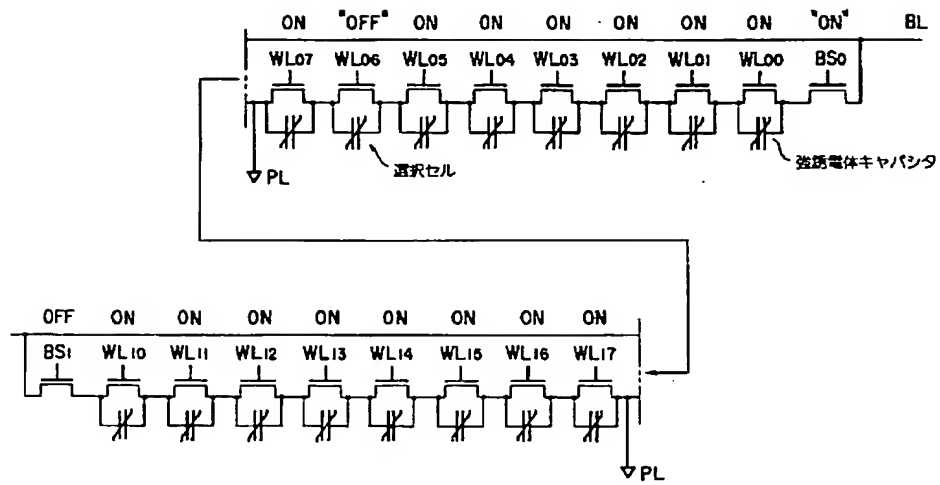 ON "OFF" ON ON ON ON ON ON "ON" BL
WL07 WL06 WL05 WL04 WL03 WL02 WL01 WL00 BS0
選択セル
強誘電体キャパシタ
PL
OFF ON ON ON ON ON ON ON ON
BS1 WL10 WL11 WL12 WL13 WL14 WL15 WL16 WL17
PL